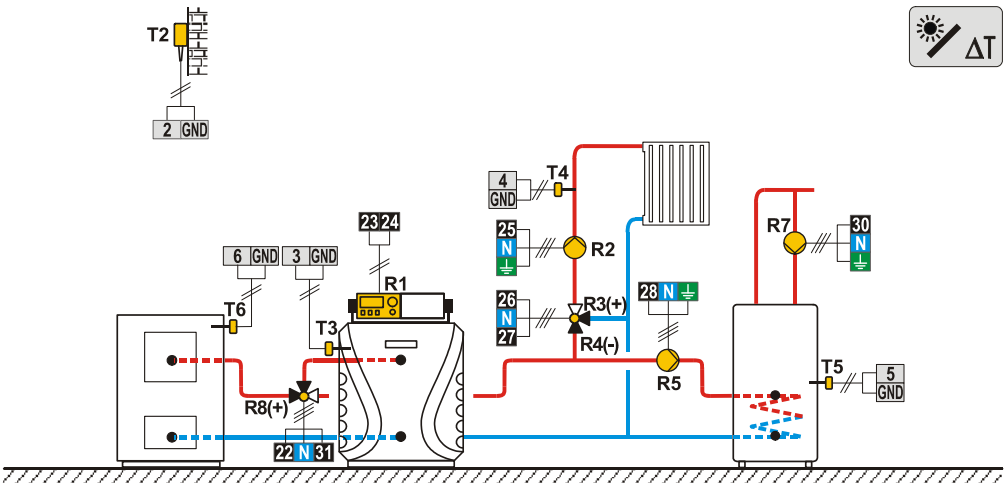 T2
2 GND
ΔT
4
GND
T4
25
N
R2
R7
30
N
23 24
6 GND
3 GND
R1
26
N
27
R3(+)
R4(-)
28 N
T6
T3
R5
T5
5
GND
R8(+)
22 N 31